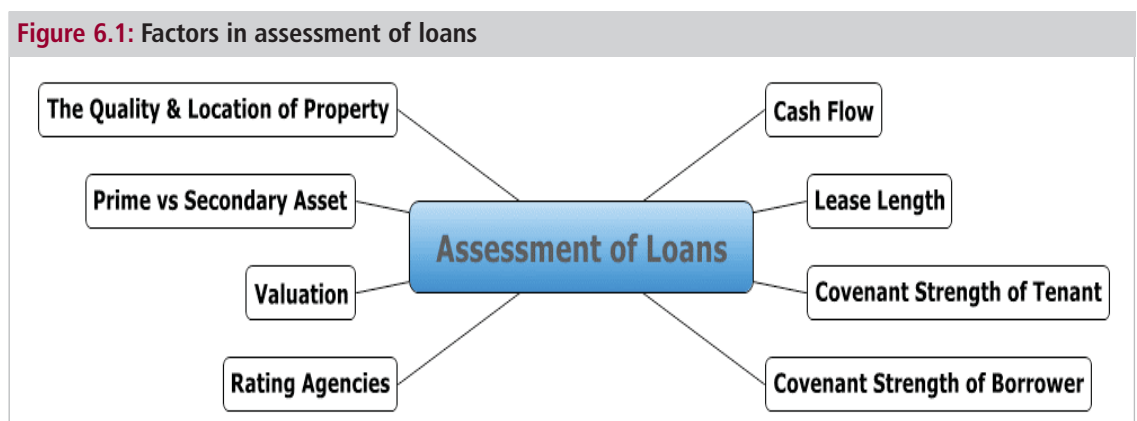 Figure 6.1: Factors in assessment of loans
The Quality & Location of Property
Prime vs Secondary Asset
Valuation
Rating Agencies
Assessment of Loans
Cash Flow
Lease Length
Covenant Strength of Tenant
Covenant Strength of Borrower